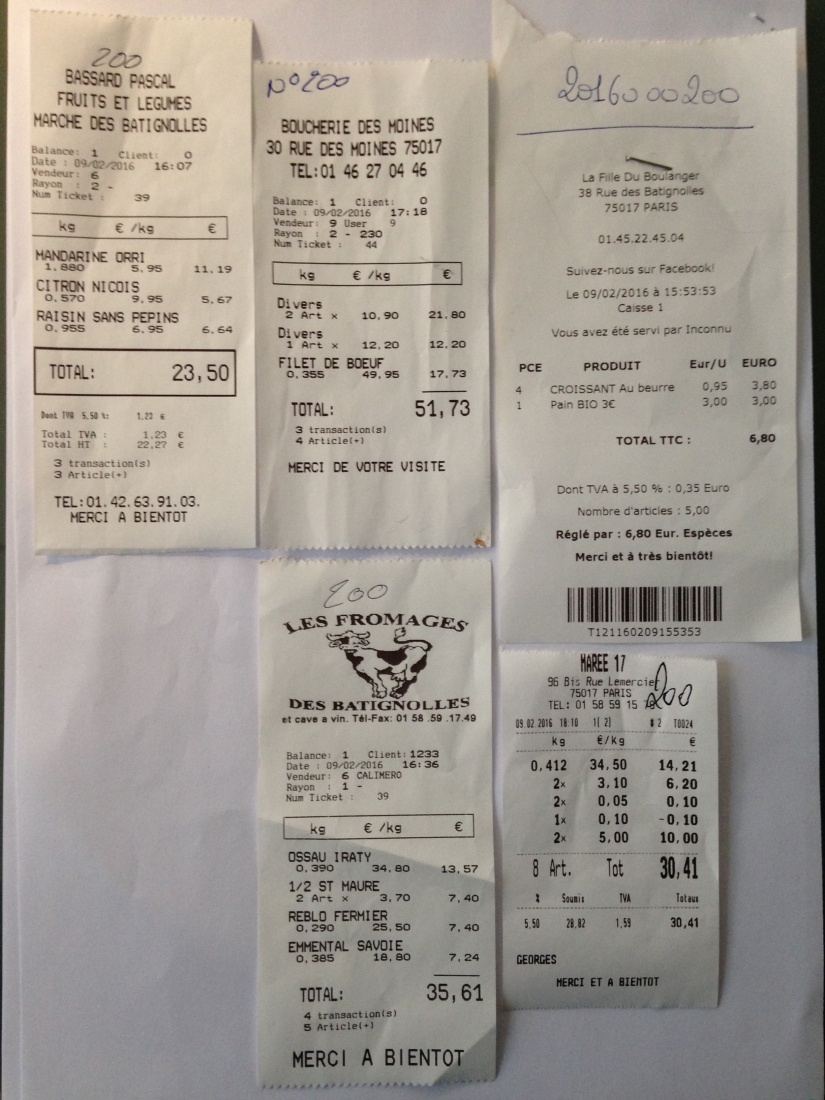 200
BASSARD PASCAL
FRUITS ET LEGUMES
MARCHE DES BATIGNOLLES
Balance: 1 Client: 0
Date : 09/02/2016 16:07
Vendeur: 6
Rayon : 2 -
Num Ticket : 39
kg € /kg €
MANDARINE ORRI
1.880 5.95 11,19
CITRON NICOIS
0,570 9.95 5.67
RAISIN SANS PEPINS
0,955 6.95 6.64
TOTAL: 23,50
Dont TVA 5,50 %: 1,23 €
Total TVA : 1,23 €
Total HT : 22,27 €
3 transaction(s)
3 Article(+)
TEL:01.42.63.91.03.
MERCI A BIENTOT
N°200
BOUCHERIE DES MOINES
30 RUE DES MOINES 75017
TEL:01 46 27 04 46
Balance: 1 Client: 0
Date : 09/02/2016 17:18
Vendeur: 9 User 9
Rayon : 2 - 230
Num Ticket : 44
kg € /kg €
Divers
2 Art x 10,90 21,80
Divers
1 Art x 12,20 12,20
FILET DE BOEUF
0,355 49,95 17,73
TOTAL: 51,73
3 transaction(s)
4 Article(+)
MERCI DE VOTRE VISITE
2016000200
La Fille Du Boulanger
38 Rue des Batignolles
75017 PARIS
01.45.22.45.04
Suivez-nous sur Facebook!
Le 09/02/2016 à 15:53:53
Caisse 1
Vous avez été servi par Inconnu
PCE PRODUIT Eur/U EURO
4 CROISSANT Au beurre 0,95 3,80
1 Pain BIO 3€ 3,00 3,00
TOTAL TTC : 6,80
Dont TVA à 5,50 % : 0,35 Euro
Nombre d'articles : 5,00
Réglé par : 6,80 Eur. Espèces
Merci et à très bientôt!
T121160209155353
200
LES FROMAGES
DES BATIGNOLLES
et cave a vin. Tél-Fax: 01 58 .59 .17.49
Balance: 1 Client:1233
Date : 09/02/2016 16:36
Vendeur: 6 CALIMERO
Rayon : 1 -
Num Ticket : 39
kg € /kg €
OSSAU IRATY
0,390 34,80 13,57
1/2 ST MAURE
2 Art x 3,70 7,40
REBLO FERMIER
0,290 25,50 7,40
EMMENTAL SAVOIE
0,385 18,80 7,24
TOTAL: 35,61
4 transaction(s)
5 Article(+)
MERCI A BIENTOT
MAREE 17
96 Bis Rue Lemercier
75017 PARIS
TEL: 01 58 59 15
200
09.02.2016 18:10 1( 2) # 2 T0024
kg €/kg €
0,412 34,50 14,21
2x 3,10 6,20
2x 0,05 0,10
1x 0,10 -0,10
2x 5,00 10,00
8 Art. Tot 30,41
% Soumis TVA Totaux
5,50 28,82 1,59 30,41
GEORGES
MERCI ET A BIENTOT